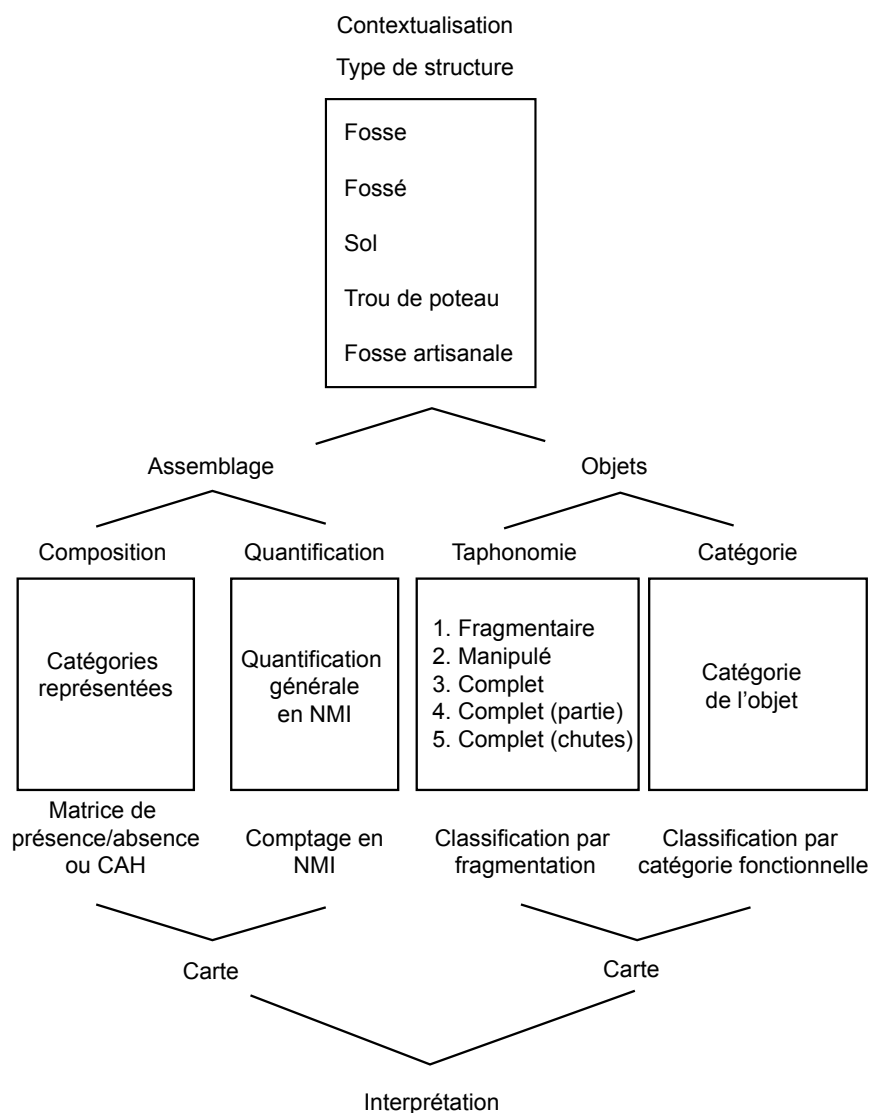 Contextualisation
Type de structure
Fosse
Fossé
Sol
Trou de poteau
Fosse artisanale
Assemblage
Objets
Composition
Quantification
Taphonomie
Catégorie
Catégories
représentées
Quantification
générale
en NMI
1. Fragmentaire
2. Manipulé
3. Complet
4. Complet (partie)
5. Complet (chutes)
Catégorie
de l’objet
Matrice de
présence/absence
ou CAH
Comptage en
NMI
Classification par
fragmentation
Classification par
catégorie fonctionnelle
Carte
Carte
Interprétation